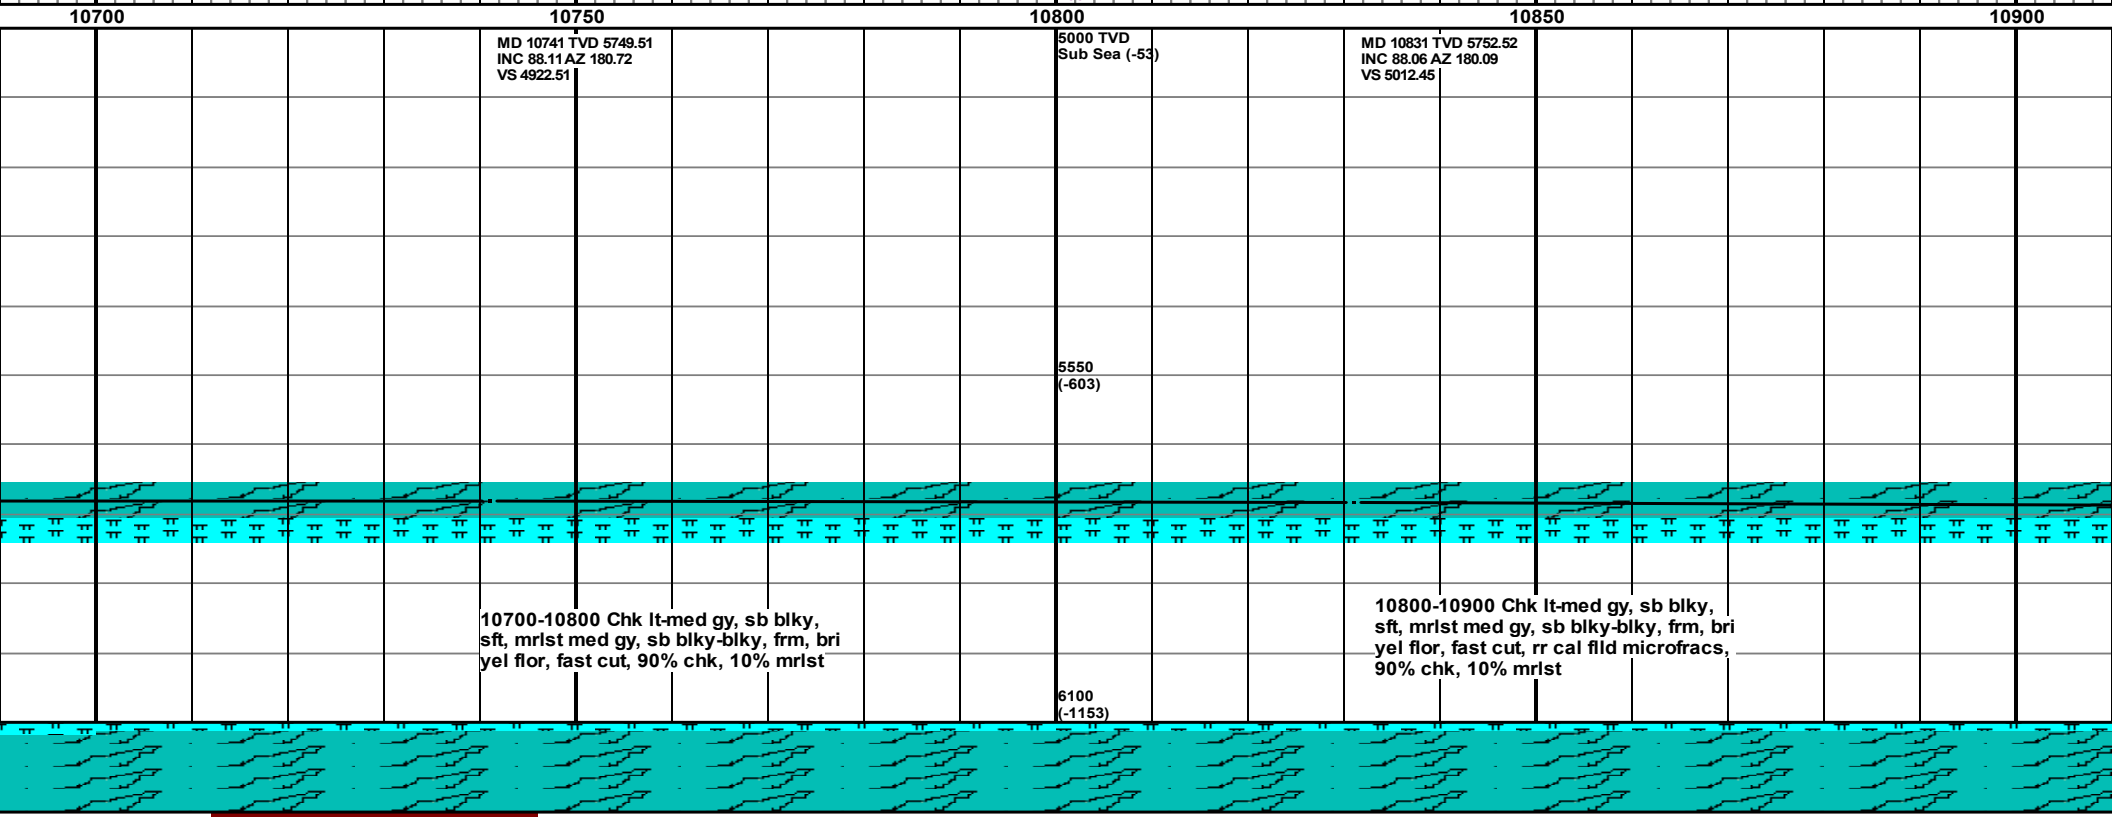 10700 10750 10800 10850 10900
MD 10741 TVD 5749.51
INC 88.11 AZ 180.72
VS 4922.51
5000 TVD
Sub Sea (-53)
MD 10831 TVD 5752.52
INC 88.06 AZ 180.09
VS 5012.45
5550
(-603)
10700-10800 Chk lt-med gy, sb blky,
sft, mrlst med gy, sb blky-blky, frm, bri
yel flor, fast cut, 90% chk, 10% mrlst
10800-10900 Chk lt-med gy, sb blky,
sft, mrlst med gy, sb blky-blky, frm, bri
yel flor, fast cut, rr cal flld microfracs,
90% chk, 10% mrlst
6100
(-1153)